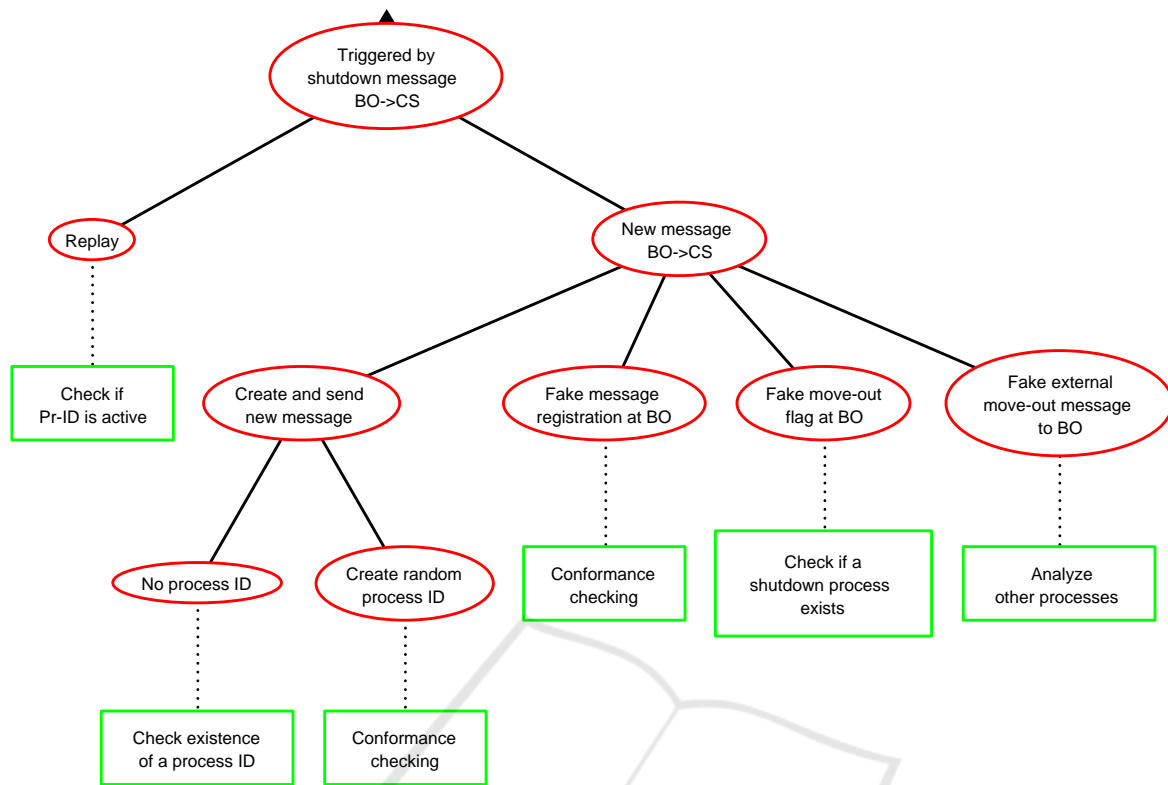 Triggered by
shutdown message
BO->CS
Replay
New message
BO->CS
Check if
Pr-ID is active
Create and send
new message
Fake message
registration at BO
Fake move-out
flag at BO
Fake external
move-out message
to BO
No process ID
Create random
process ID
Conformance
checking
Check if a
shutdown process
exists
Analyze
other processes
Check existence
of a process ID
Conformance
checking